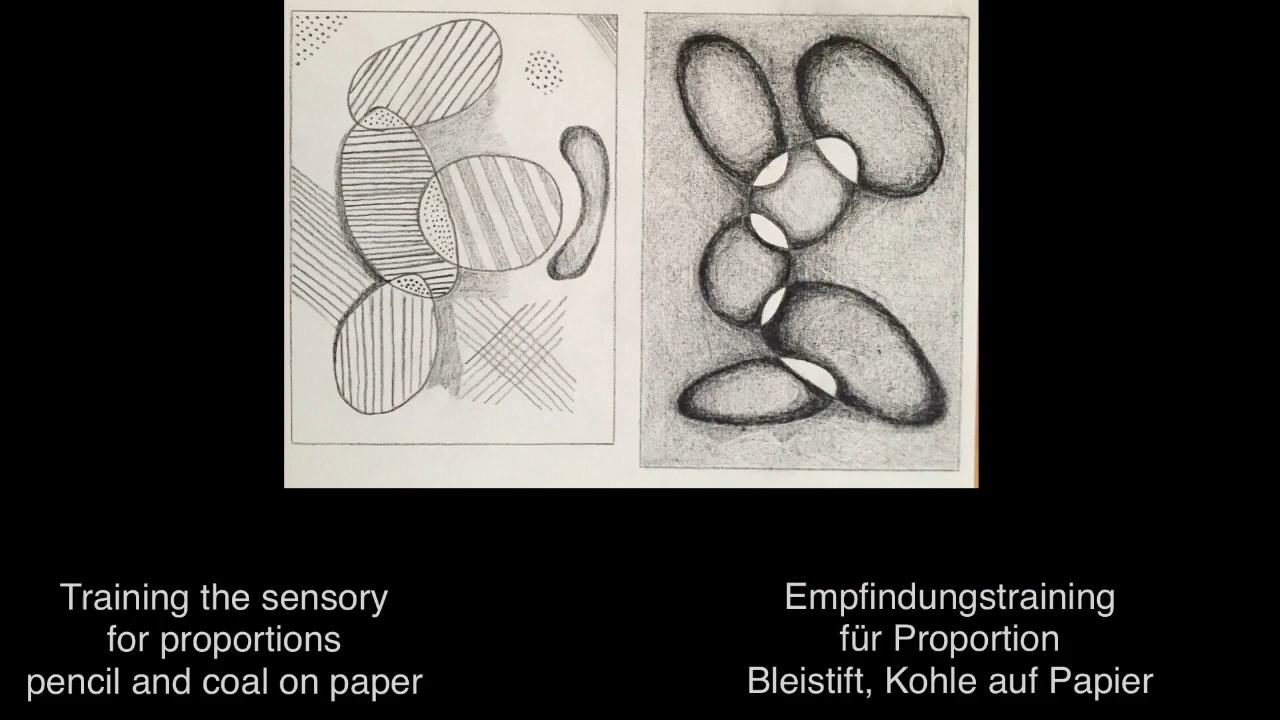 Training the sensory
for proportions
pencil and coal on paper
Empfindungstraining
für Proportion
Bleistift, Kohle auf Papier